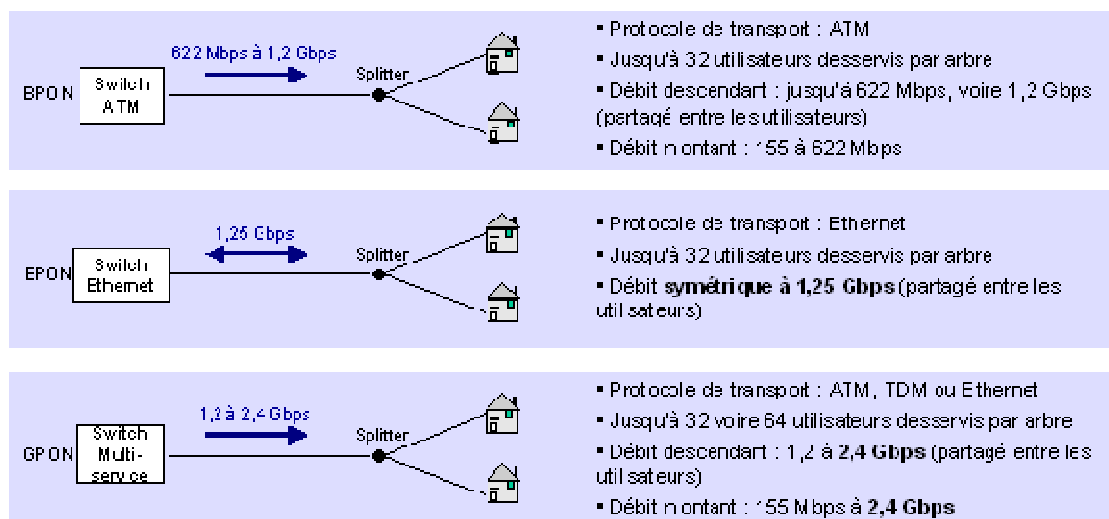 622 Mbps à 1,2 Gbps
Splitter
BPON
Switch
ATM
▪ Protocole de transport : ATM
▪ Jusqu'à 32 utilisateurs desservis par arbre
▪ Débit descendant : jusqu'à 622 Mbps, voire 1,2 Gbps
(partagé entre les utilisateurs)
▪ Débit montant : 155 à 622 Mbps
1,25 Gbps
Splitter
EPON
Switch
Ethernet
▪ Protocole de transport : Ethernet
▪ Jusqu'à 32 utilisateurs desservis par arbre
▪ Débit symétrique à 1,25 Gbps (partagé entre les
utilisateurs)
1,2 à 2,4 Gbps
Splitter
GPON
Switch
Multi-
service
▪ Protocole de transport : ATM, TDM ou Ethernet
▪ Jusqu'à 32 voire 64 utilisateurs desservis par arbre
▪ Débit descendant : 1,2 à 2,4 Gbps (partagé entre les
utilisateurs)
▪ Débit montant : 155 Mbps à 2,4 Gbps